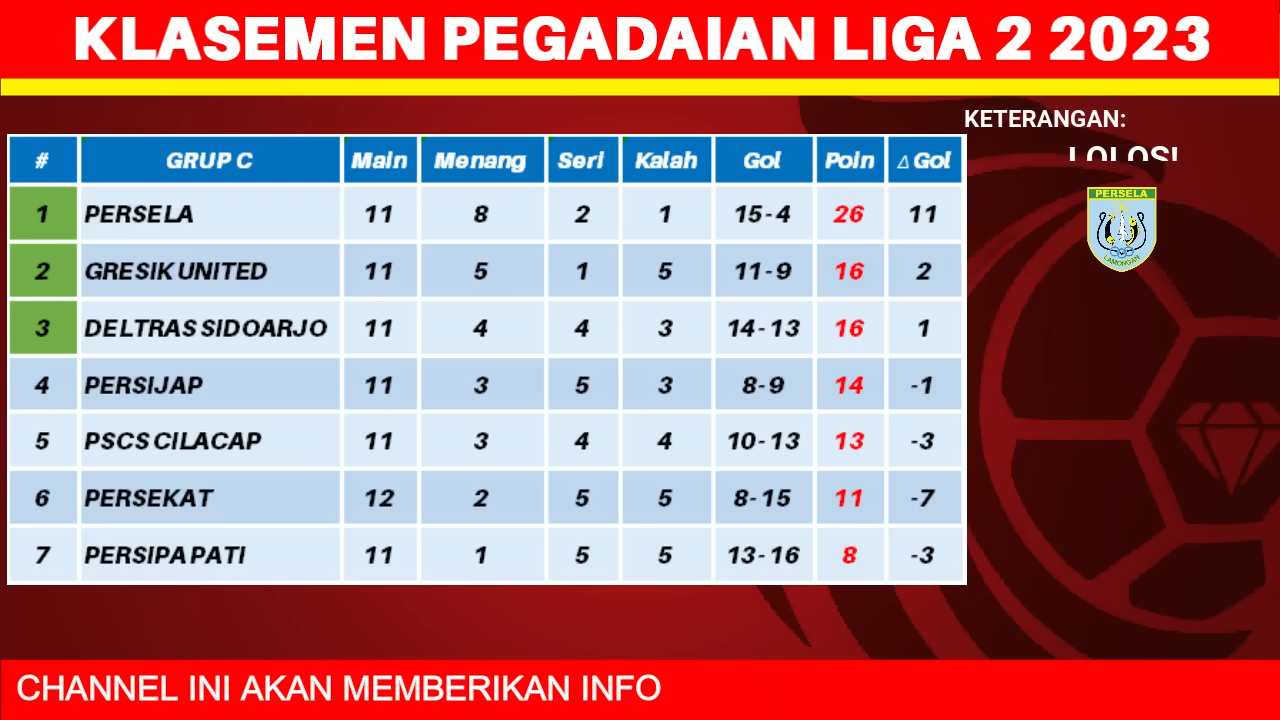 KLASEMEN PEGADAIAN LIGA 2 2023
KETERANGAN:
LOLOS!
PERSELA
LAMONGAN
# GRUP C Main Menang Seri Kalah Gol Poin Δ Gol
1 PERSELA 11 8 2 1 15-4 26 11
2 GRESIK UNITED 11 5 1 5 11-9 16 2
3 DELTRAS SIDOARJO 11 4 4 3 14-13 16 1
4 PERSIJAP 11 3 5 3 8-9 14 -1
5 PSCS CILACAP 11 3 4 4 10-13 13 -3
6 PERSEKAT 12 2 5 5 8-15 11 -7
7 PERSIPA PATI 11 1 5 5 13-16 8 -3
CHANNEL INI AKAN MEMBERIKAN INFO